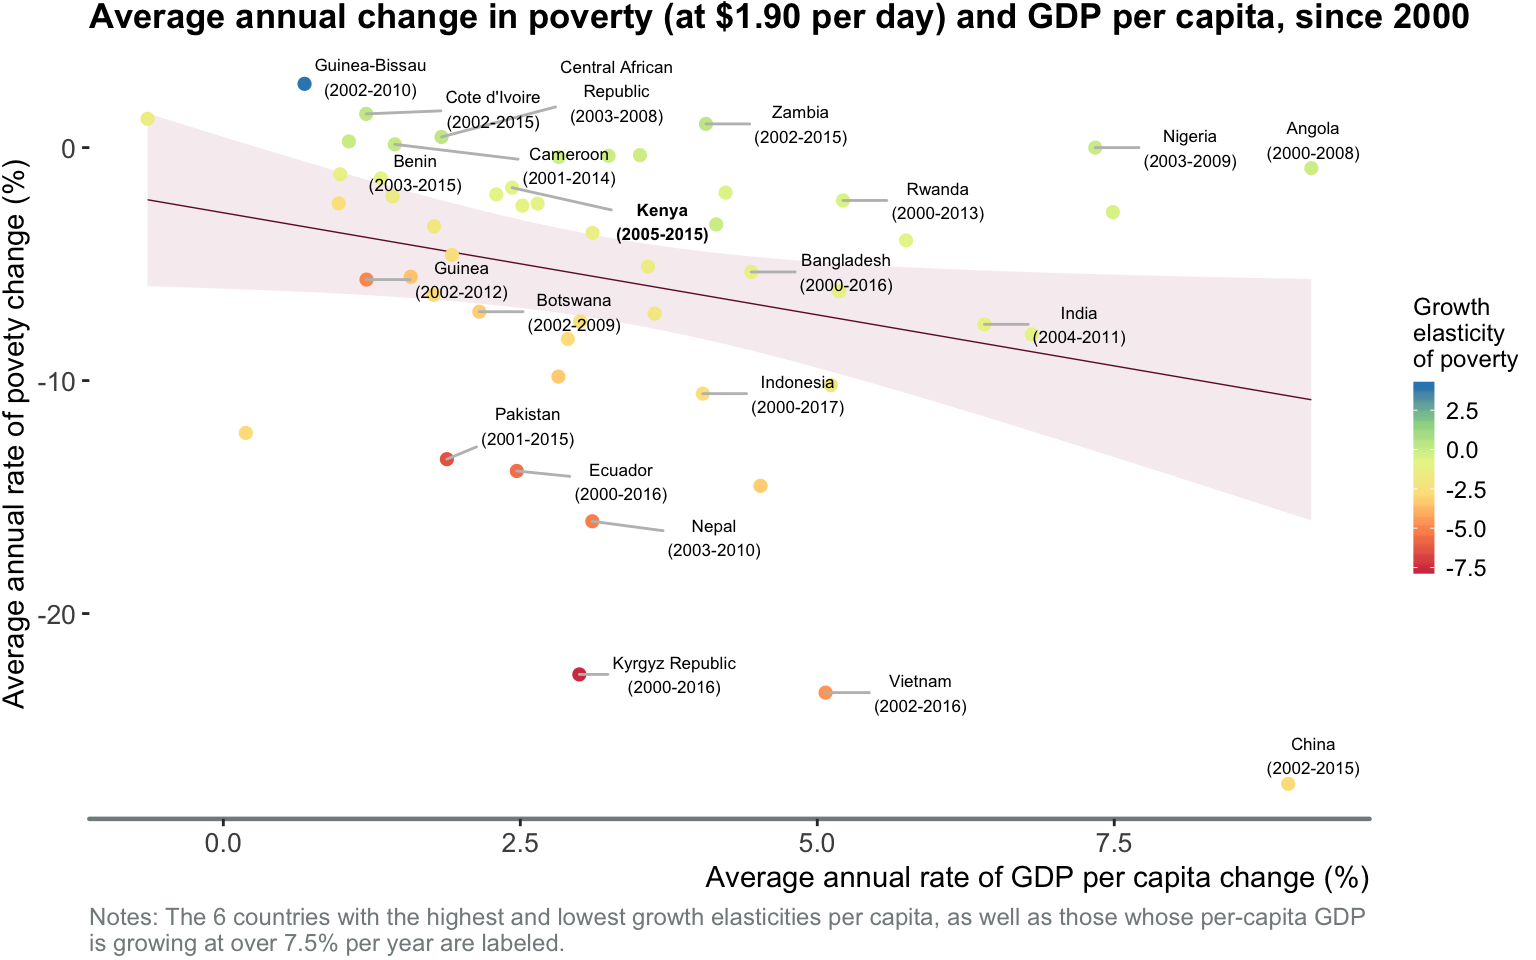 Average annual change in poverty (at $1.90 per day) and GDP per capita, since 2000
Guinea-Bissau
(2002-2010)
Cote d'Ivoire
(2002-2015)
Central African
Republic
(2003-2008)
Zambia
(2002-2015)
Nigeria
(2003-2009)
Angola
(2000-2008)
Benin
(2003-2015)
Cameroon
(2001-2014)
Kenya
(2005-2015)
Rwanda
(2000-2013)
Guinea
(2002-2012)
Bangladesh
(2000-2016)
Botswana
(2002-2009)
India
(2004-2011)
Indonesia
(2000-2017)
Pakistan
(2001-2015)
Ecuador
(2000-2016)
Nepal
(2003-2010)
Kyrgyz Republic
(2000-2016)
Vietnam
(2002-2016)
China
(2002-2015)
Average annual rate of povety change (%)
0
-10
-20
0.0
2.5
5.0
7.5
Average annual rate of GDP per capita change (%)
Growth
elasticity
of poverty
2.5
0.0
-2.5
-5.0
-7.5
Notes: The 6 countries with the highest and lowest growth elasticities per capita, as well as those whose per-capita GDP
is growing at over 7.5% per year are labeled.